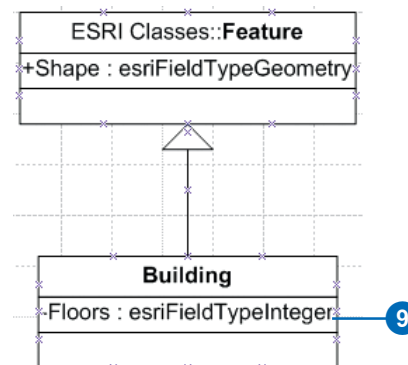 ESRI Classes::Feature
+Shape : esriFieldTypeGeometry
Building
-Floors : esriFieldTypeInteger
9